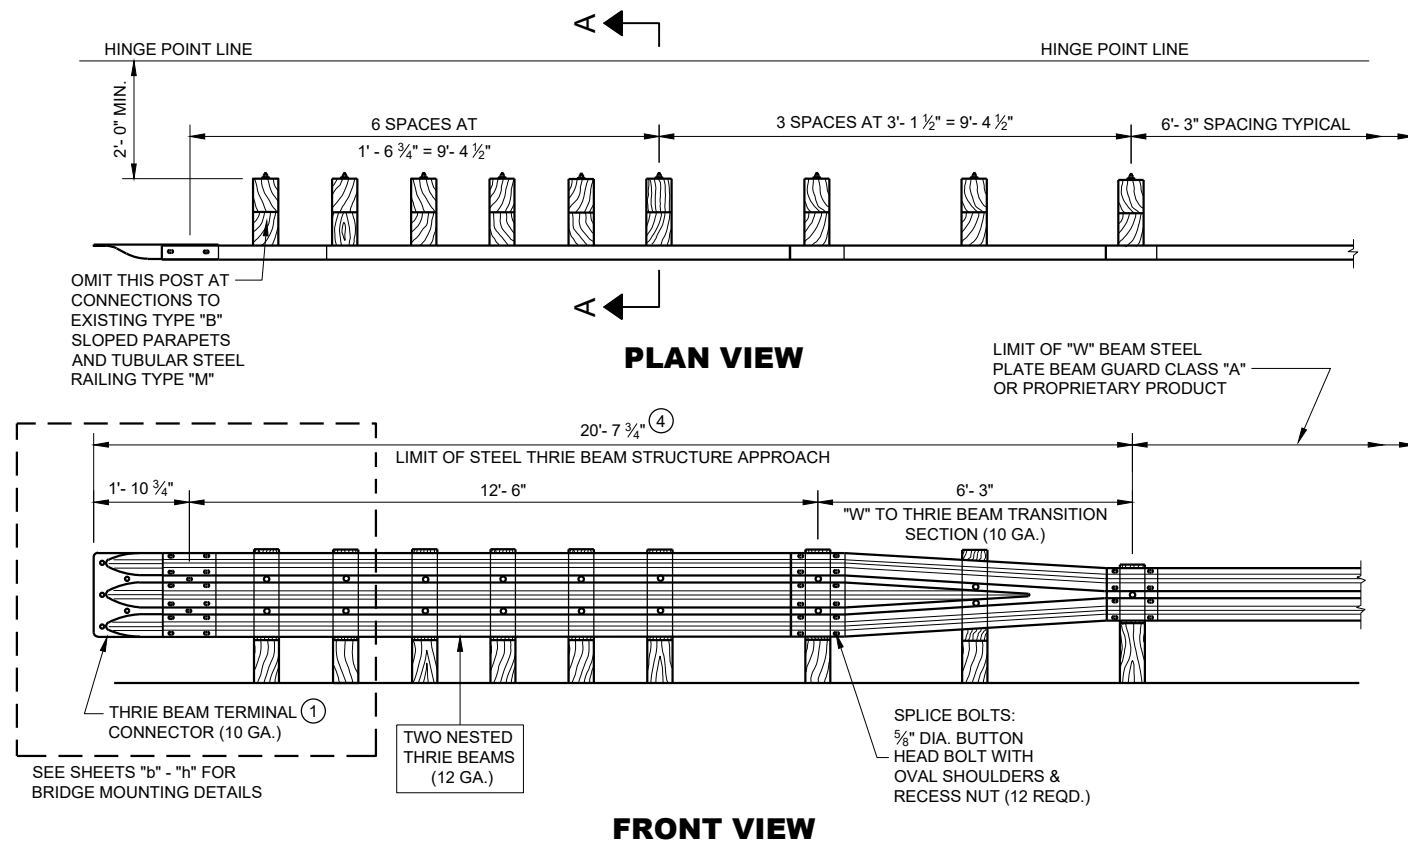 A
HINGE POINT LINE
HINGE POINT LINE
2'- 0" MIN.
6 SPACES AT
1' - 6 ¾" = 9'- 4 ½"
3 SPACES AT 3'- 1 ½" = 9'- 4 ½"
6'- 3" SPACING TYPICAL
OMIT THIS POST AT
CONNECTIONS TO
EXISTING TYPE "B"
SLOPED PARAPETS
AND TUBULAR STEEL
RAILING TYPE "M"
A
PLAN VIEW
LIMIT OF "W" BEAM STEEL
PLATE BEAM GUARD CLASS "A"
OR PROPRIETARY PRODUCT
20'- 7 ¾" 4
LIMIT OF STEEL THRIE BEAM STRUCTURE APPROACH
1'- 10 ¾"
12'- 6"
6'- 3"
"W" TO THRIE BEAM TRANSITION
SECTION (10 GA.)
THRIE BEAM TERMINAL 1
CONNECTOR (10 GA.)
SEE SHEETS "b" - "h" FOR
BRIDGE MOUNTING DETAILS
TWO NESTED
THRIE BEAMS
(12 GA.)
SPLICE BOLTS:
⅝" DIA. BUTTON
HEAD BOLT WITH
OVAL SHOULDERS &
RECESS NUT (12 REQD.)
FRONT VIEW